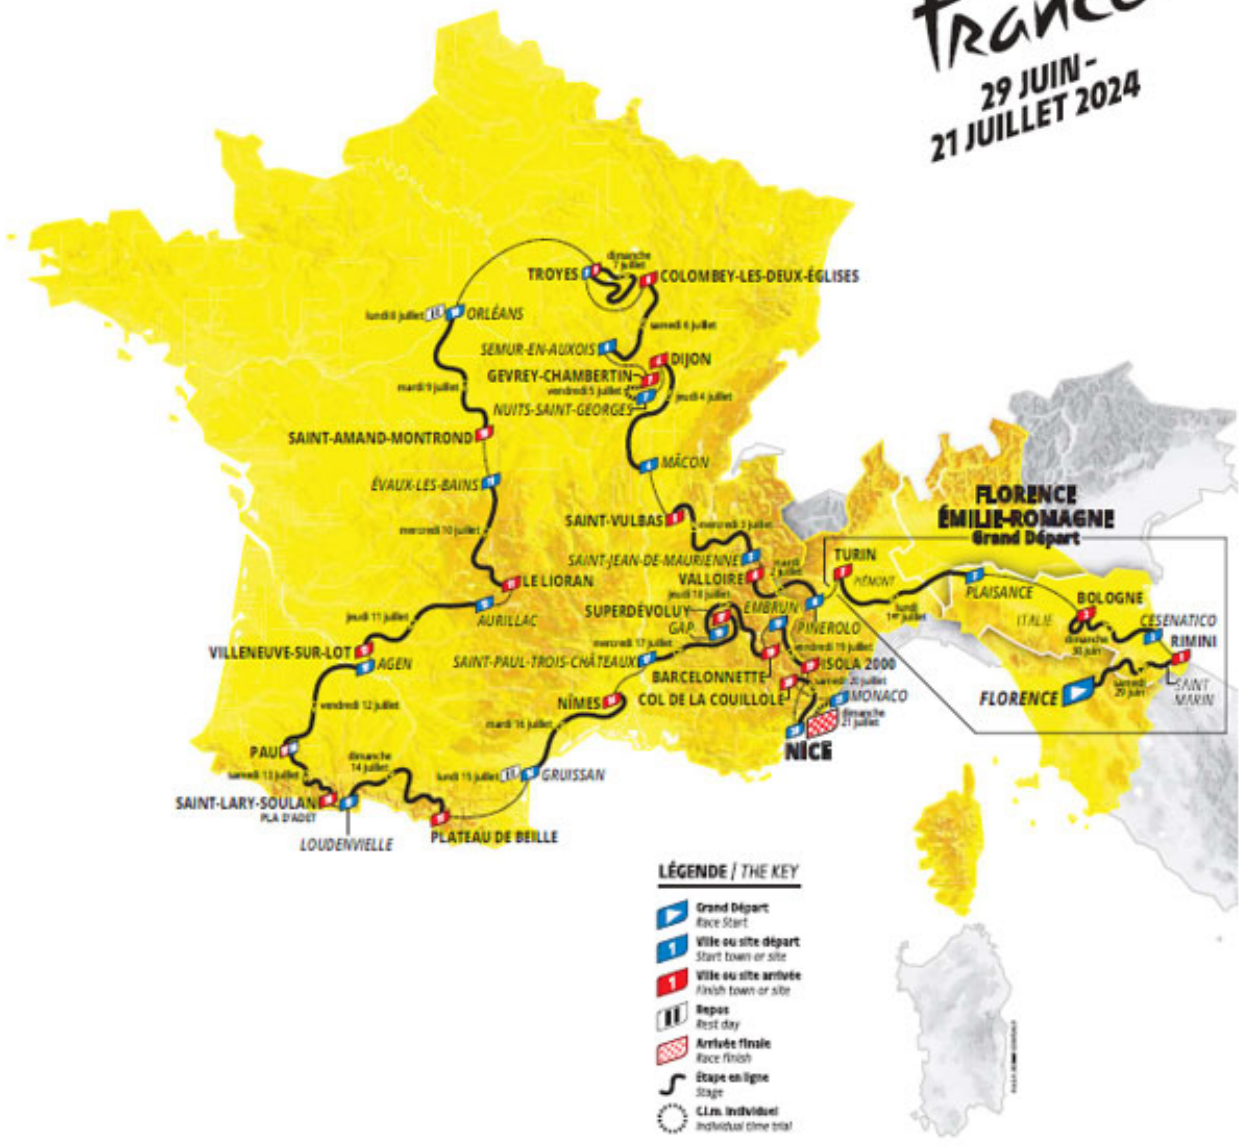 29 JUIN -
21 JUILLET 2024
TROYES
dimanche
7 juillet
COLOMBEY-LES-DEUX-ÉGLISES
lundi 8 juillet
ORLÉANS
samedi 6 juillet
SEMUR-EN-AUXOIS
DIJON
GEVREY-CHAMBERTIN
vendredi 5 juillet
jeudi 4 juillet
NUITS-SAINT-GEORGES
mardi 9 juillet
SAINT-AMAND-MONTROND
MÂCON
ÉVAUX-LES-BAINS
FLORENCE
ÉMILIE-ROMAGNE
Grand Départ
SAINT-VULBAS
mercredi 3 juillet
mercredi 10 juillet
SAINT-JEAN-DE-MAURIENNE
mardi
2 juillet
TURIN
PIÉMONT
LE LIORAN
VALLOIRE
PLAISANCE
jeudi 18 juillet
EMBRUN
lundi
1er juillet
BOLOGNE
jeudi 11 juillet
AURILLAC
SUPERDÉVOLUY
GAP
PINEROLO
ITALIE
CESENATICO
mercredi 17 juillet
vendredi 19 juillet
dimanche
30 juin
RIMINI
VILLENEUVE-SUR-LOT
AGEN
SAINT-PAUL-TROIS-CHÂTEAUX
ISOLA 2000
BARCELONNETTE
samedi 20 juillet
samedi
29 juin
SAINT
MARIN
NÎMES
COL DE LA COUILLOLE
MONACO
FLORENCE
vendredi 12 juillet
mardi 16 juillet
dimanche
21 juillet
PAU
NICE
dimanche
14 juillet
samedi 13 juillet
lundi 15 juillet
GRUISSAN
SAINT-LARY-SOULAN
PLA D'ADET
PLATEAU DE BEILLE
LOUDENVIELLE
LÉGENDE / THE KEY
Grand Départ
Race Start
1
Ville ou site départ
Start town or site
1
Ville ou site arrivée
Finish town or site
Repos
Rest day
Arrivée finale
Race finish
Étape en ligne
Stage
C.l.m. individuel
Individual time trial